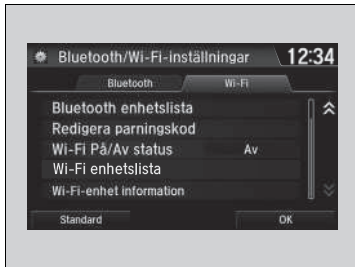 Bluetooth/Wi-Fi-inställningar 12:34
Bluetooth Wi-Fi
Bluetooth enhetslista
Redigera parningskod
Wi-Fi På/Av status Av
Wi-Fi enhetslista
Wi-Fi-enhet information
Standard OK